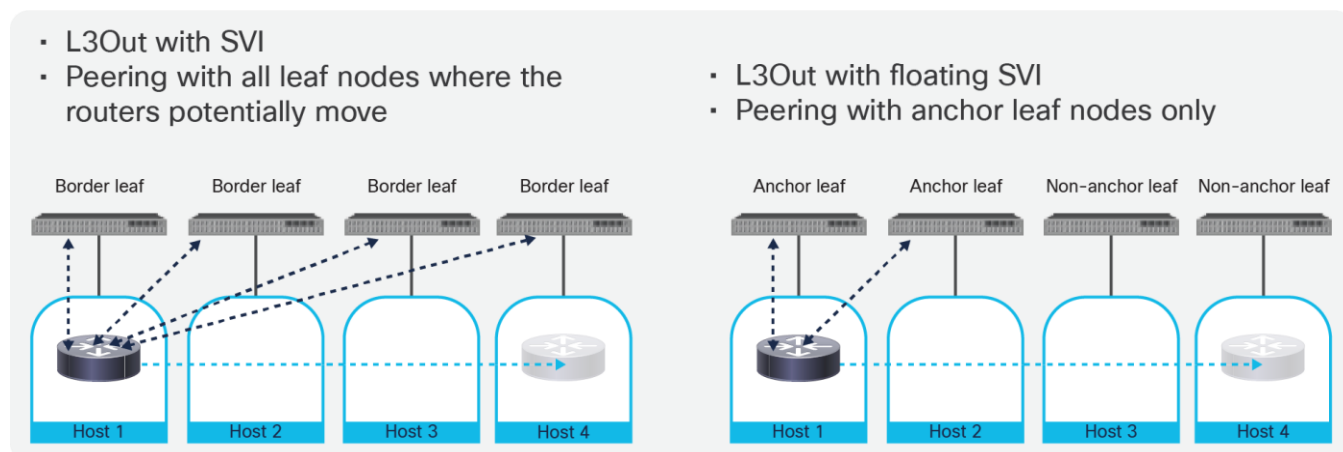 ▪ L3Out with SVI
▪ Peering with all leaf nodes where the
routers potentially move
Border leaf
Border leaf
Border leaf
Border leaf
Host 1
Host 2
Host 3
Host 4
▪ L3Out with floating SVI
▪ Peering with anchor leaf nodes only
Anchor leaf
Anchor leaf
Non-anchor leaf
Non-anchor leaf
Host 1
Host 2
Host 3
Host 4